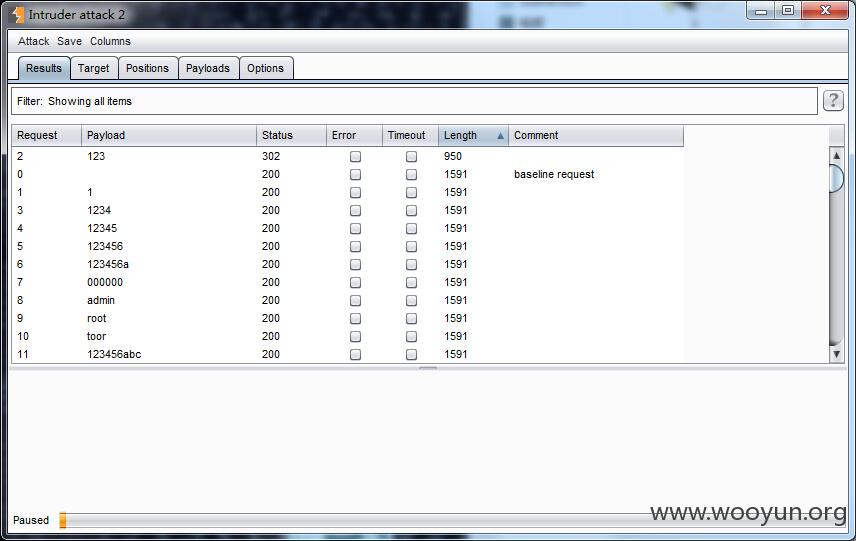 Intruder attack 2
Attack Save Columns
Results Target Positions Payloads Options
Filter: Showing all items
?
Request Payload Status Error Timeout Length Comment
2 123 302 950
0 200 1591 baseline request
1 1 200 1591
3 1234 200 1591
4 12345 200 1591
5 123456 200 1591
6 123456a 200 1591
7 000000 200 1591
8 admin 200 1591
9 root 200 1591
10 toor 200 1591
11 123456abc 200 1591
Paused
www.wooyun.org